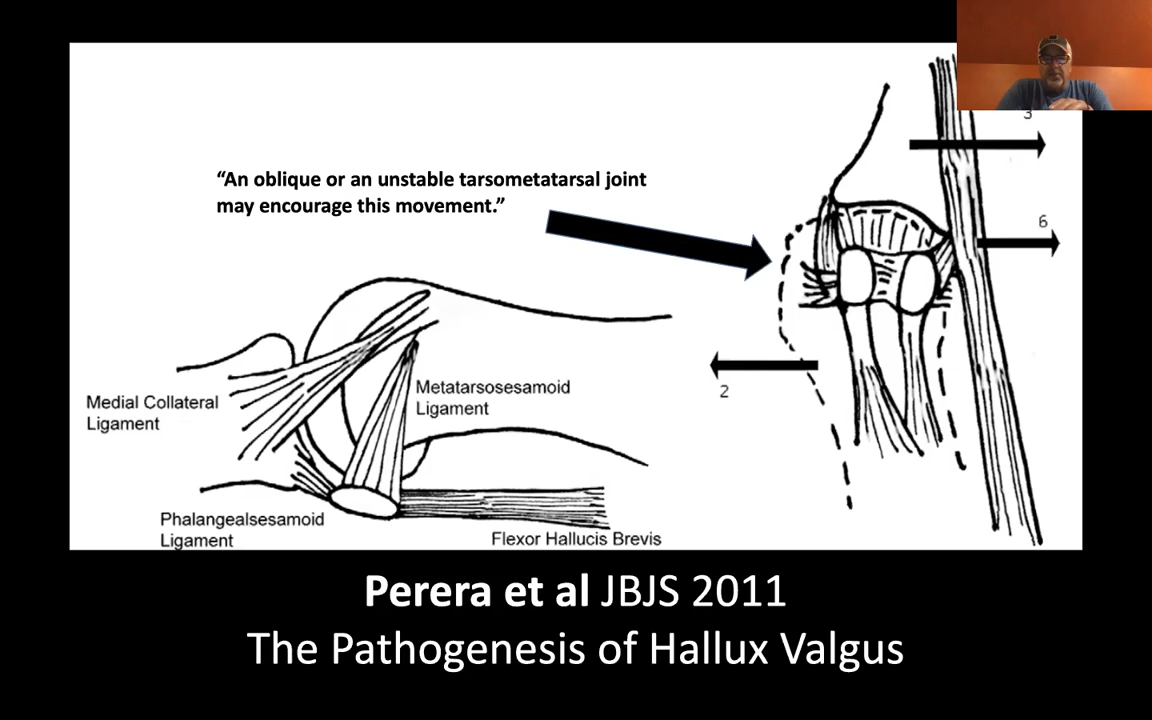 3
“An oblique or an unstable tarsometatarsal joint
may encourage this movement.”
6
2
Medial Collateral
Ligament
Metatarsosesamoid
Ligament
Phalangealsesamoid
Ligament
Flexor Hallucis Brevis
Perera et al JBJS 2011
The Pathogenesis of Hallux Valgus